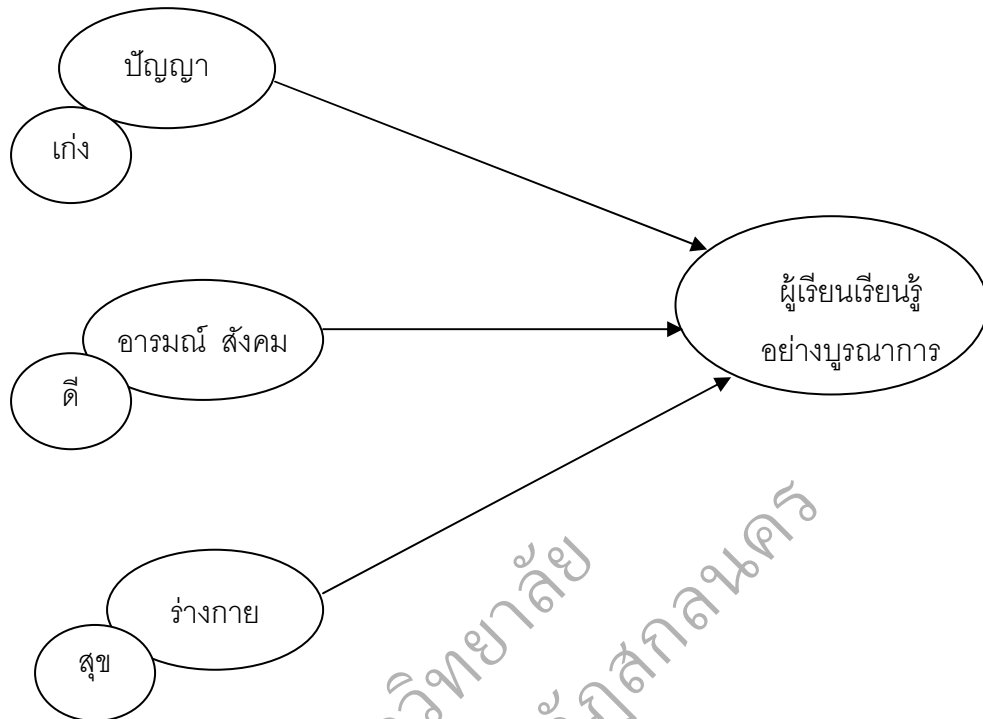 ปัญญา
เก่ง
ผู้เรียนเรียนรู้
อย่างบูรณาการ
อารมณ์ สังคม
ดี
ร่างกาย
สุข